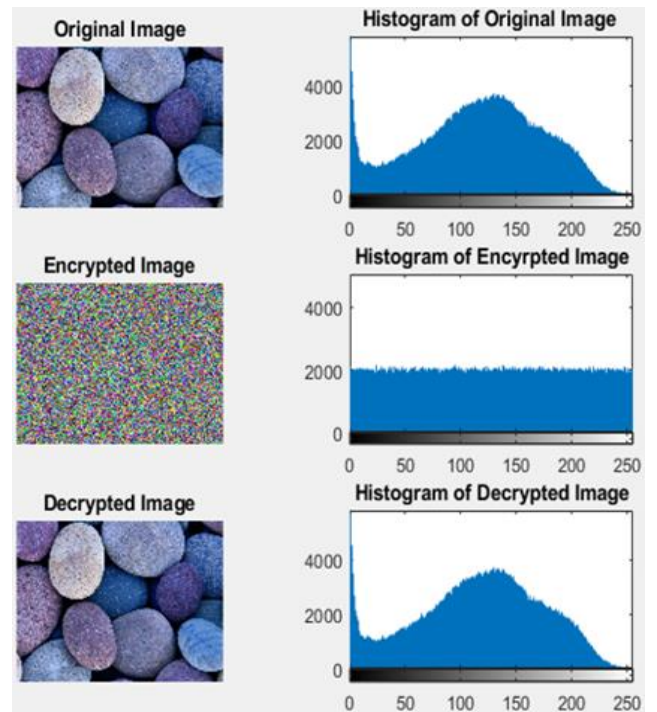 Original Image
Histogram of Original Image
4000
2000
0
0 50 100 150 200 250
Encrypted Image
Histogram of Encyrpted Image
4000
2000
0
0 50 100 150 200 250
Decrypted Image
Histogram of Decrypted Image
4000
2000
0
0 50 100 150 200 250